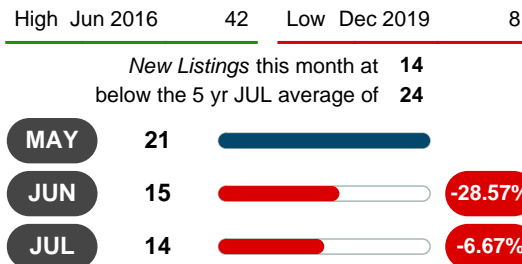 High Jun 2016 42 Low Dec 2019 8
New Listings this month at 14
below the 5 yr JUL average of 24
MAY 21
JUN 15 -28.57%
JUL 14 -6.67%